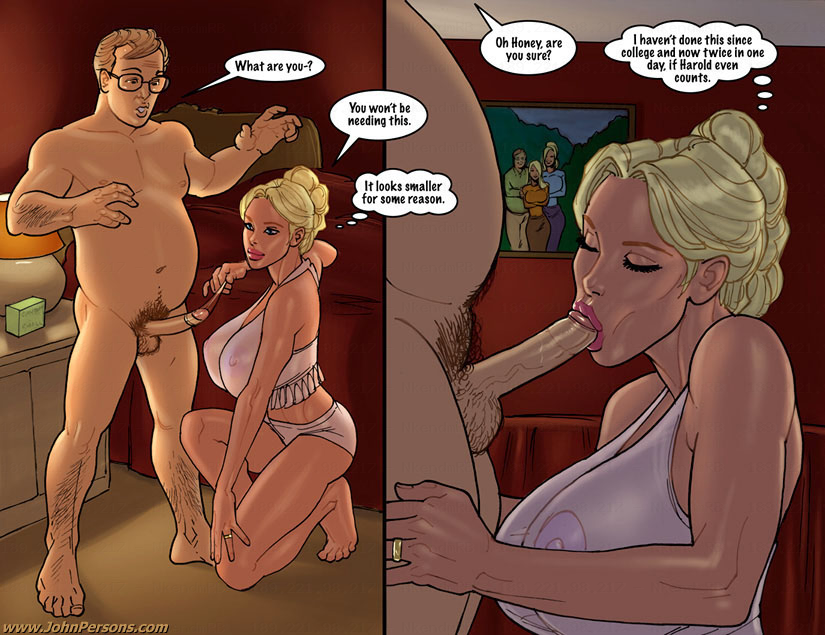 What are you-?
You won't be
needing this.
It looks smaller
for some reason.
Oh Honey, are
you sure?
I haven't done this since
college and now twice in one
day, if Harold even
counts.
www.JohnPersons.com